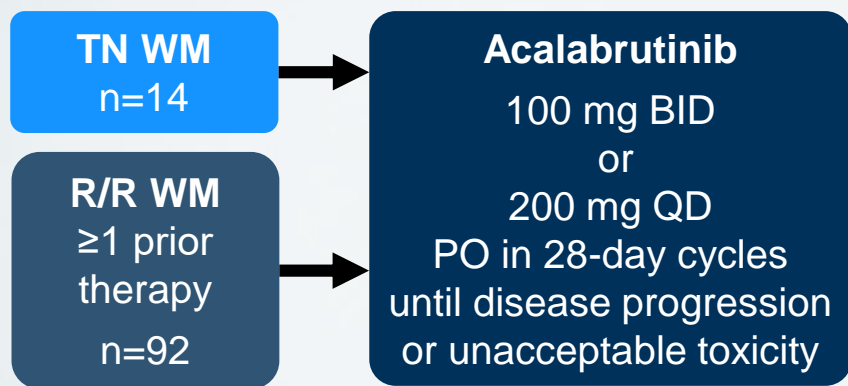 TN WM
n=14
R/R WM
≥1 prior
therapy
n=92
Acalabrutinib
100 mg BID
or
200 mg QD
PO in 28-day cycles
until disease progression
or unacceptable toxicity